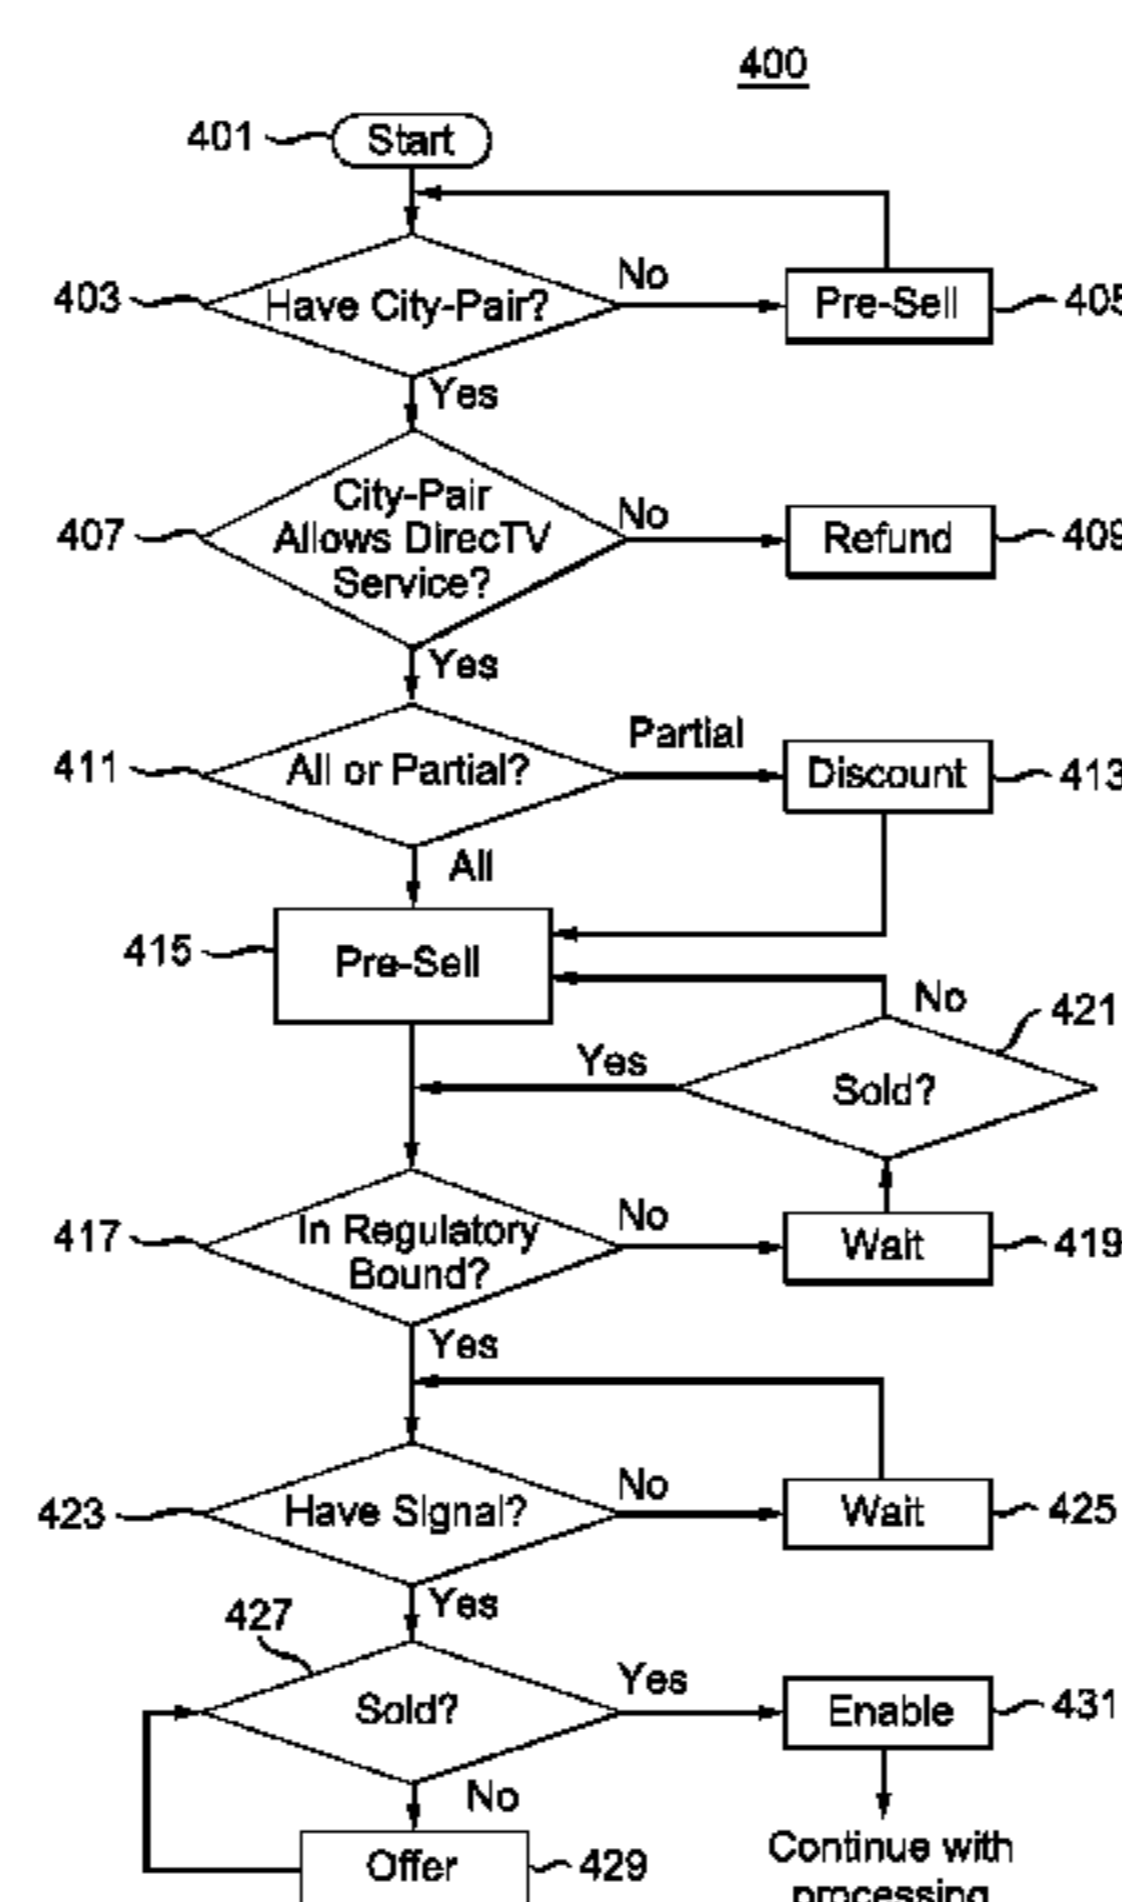 400
401
Start
403
Have City-Pair?
No
Pre-Sell
405
Yes
407
City-Pair
Allows DirecTV
Service?
No
Refund
409
Yes
411
All or Partial?
Partial
Discount
413
All
415
Pre-Sell
No
421
Yes
Sold?
417
In Regulatory
Bound?
No
Wait
419
Yes
423
Have Signal?
No
Wait
425
Yes
427
Sold?
Yes
Enable
431
No
Offer
429
Continue with
processing